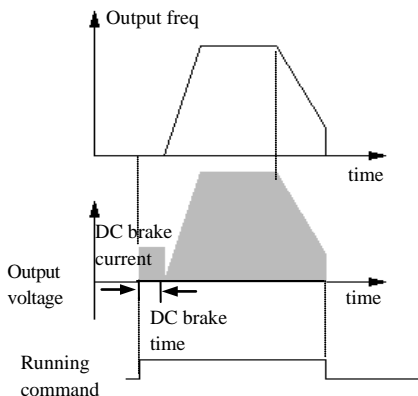 Output freq
time
DC brake
current
Output
voltage
time
DC brake
time
Running
command